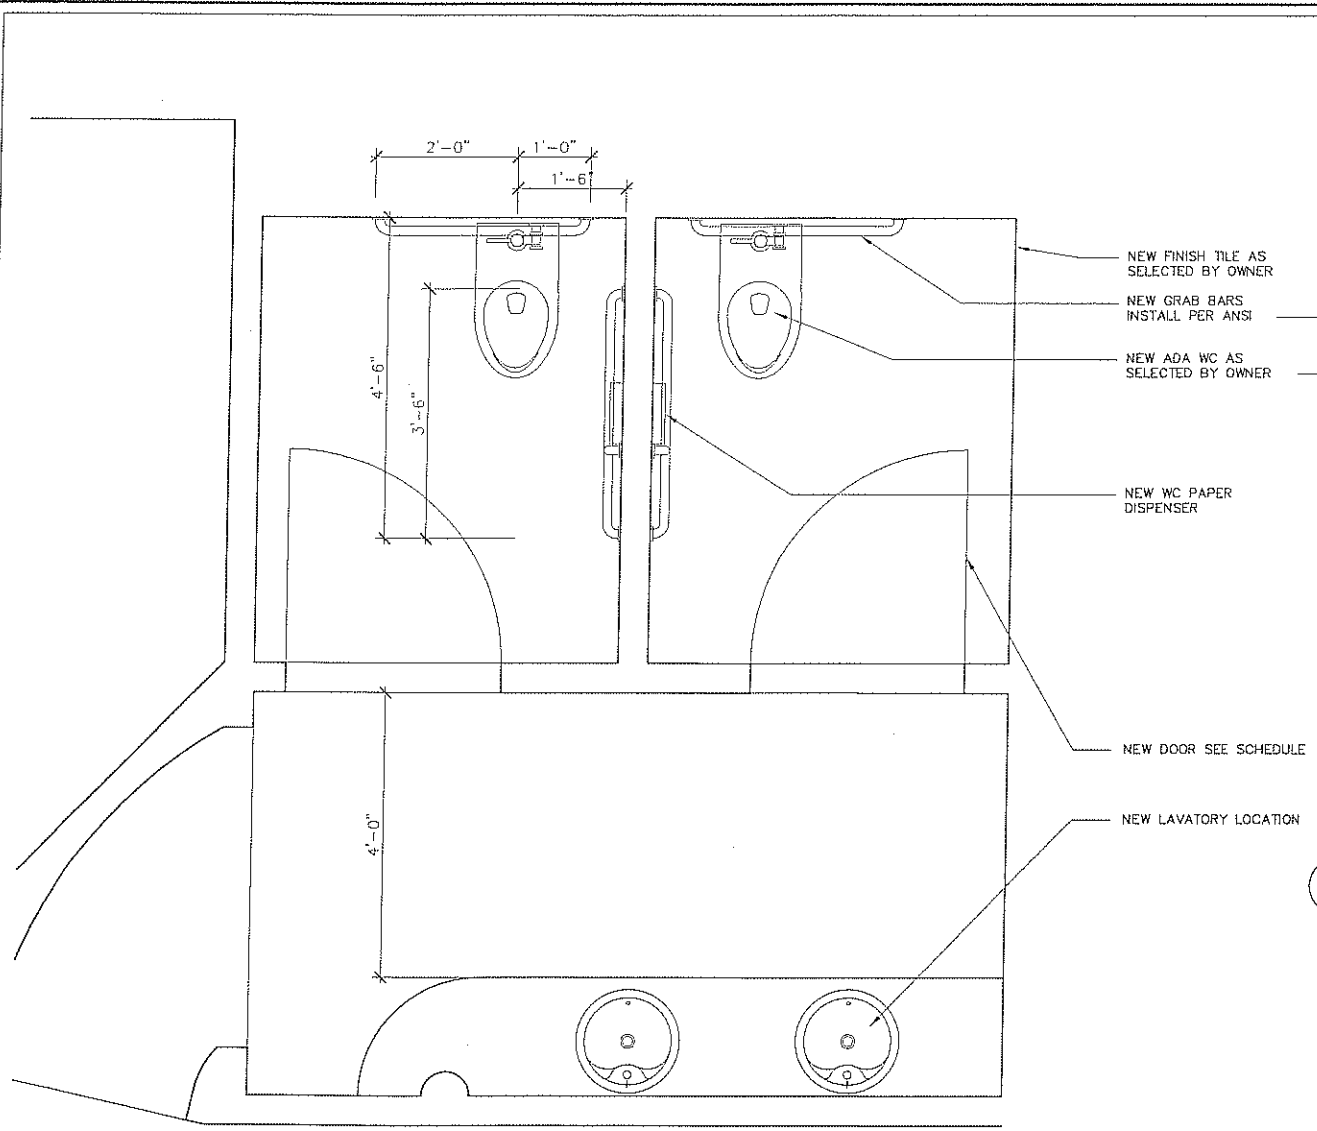 2'-0"
1'-0"
1'-6"
4'-6"
3'-6"
4'-0"
NEW FINISH TILE AS
SELECTED BY OWNER
NEW GRAB BARS
INSTALL PER ANSI
NEW ADA WC AS
SELECTED BY OWNER
NEW WC PAPER
DISPENSER
NEW DOOR SEE SCHEDULE
NEW LAVATORY LOCATION